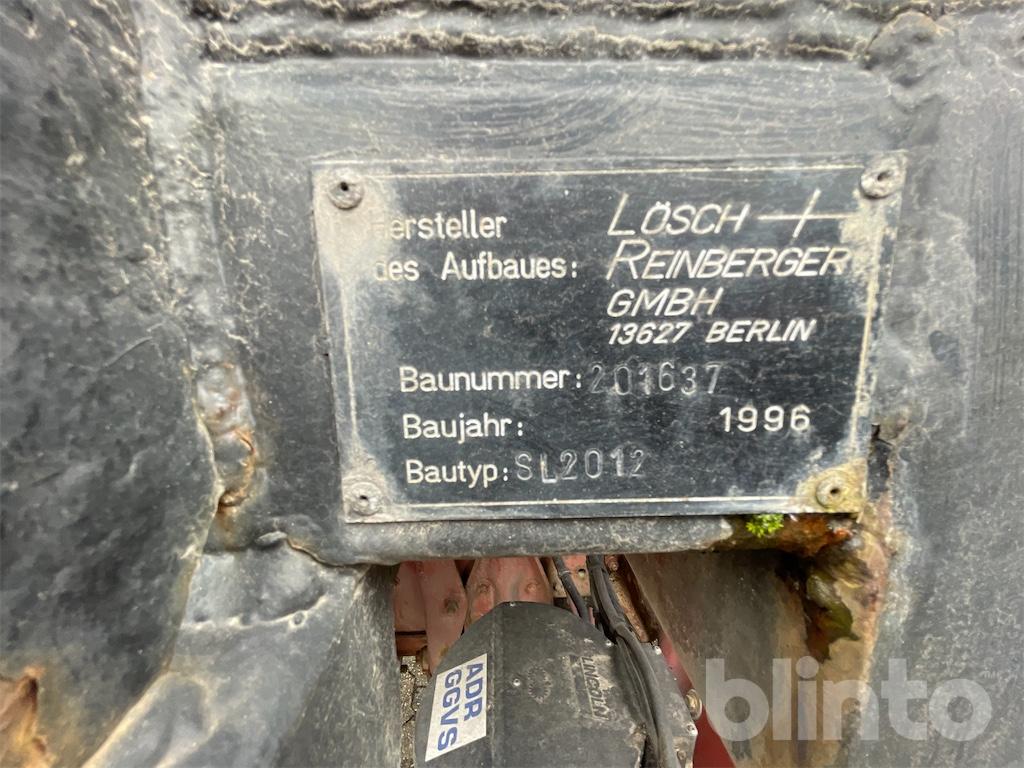 Hersteller
des Aufbaues:
LÖSCH +
REINBERGER
GMBH
13627 BERLIN
Baunummer: 201637
Baujahr: 1996
Bautyp: SL2012
ADR
GGVS
blinto